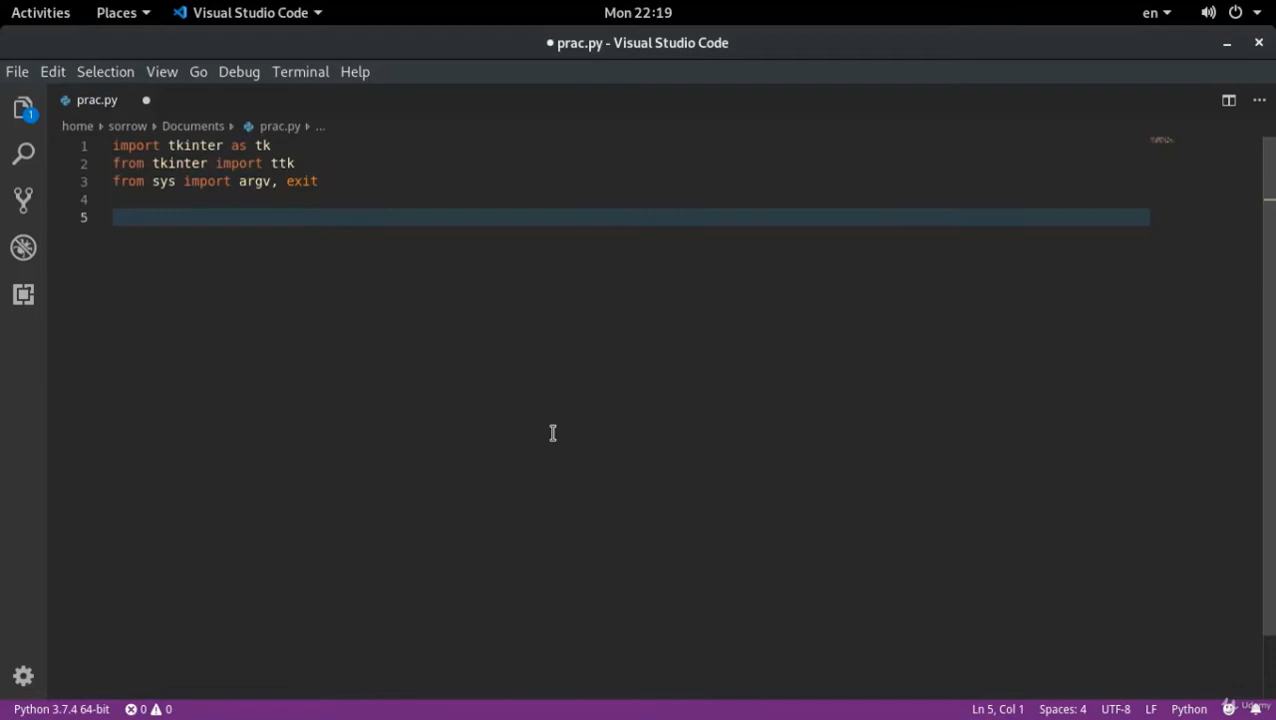 Activities Places Visual Studio Code Mon 22:19 en
prac.py - Visual Studio Code
File Edit Selection View Go Debug Terminal Help
1 prac.py
home sorrow Documents prac.py ...
1 import tkinter as tk
2 from tkinter import ttk
3 from sys import argv, exit
4
5
Python 3.7.4 64-bit 0 0 Ln 5, Col 1 Spaces: 4 UTF-8 LF Python
Udemy